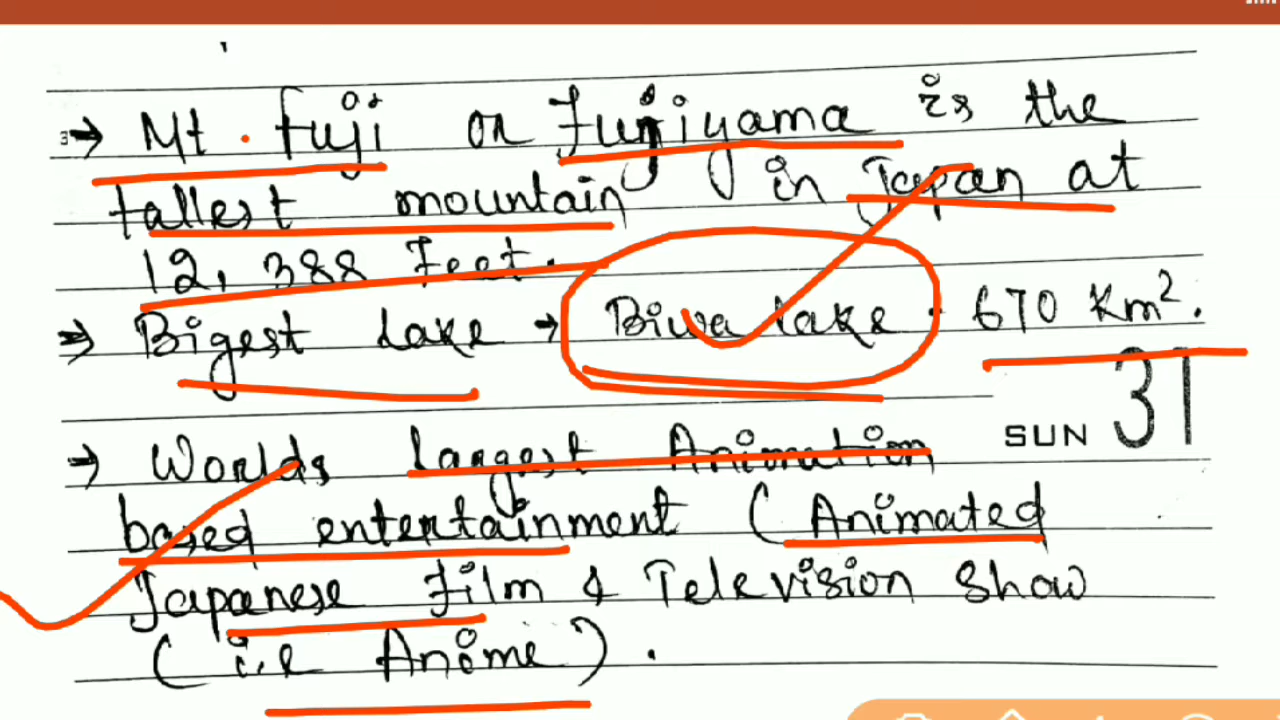 → Mt. Fuji or Fujiyama is the
tallest mountain in Japan at
12,388 Feet.
⇒ Bigest Lake → Biwa Lake. 670 Km².
SUN 31
→ Worlds largest Animation
based entertainment (Animated
Japanese Film & Television Show
(i.e Anime).